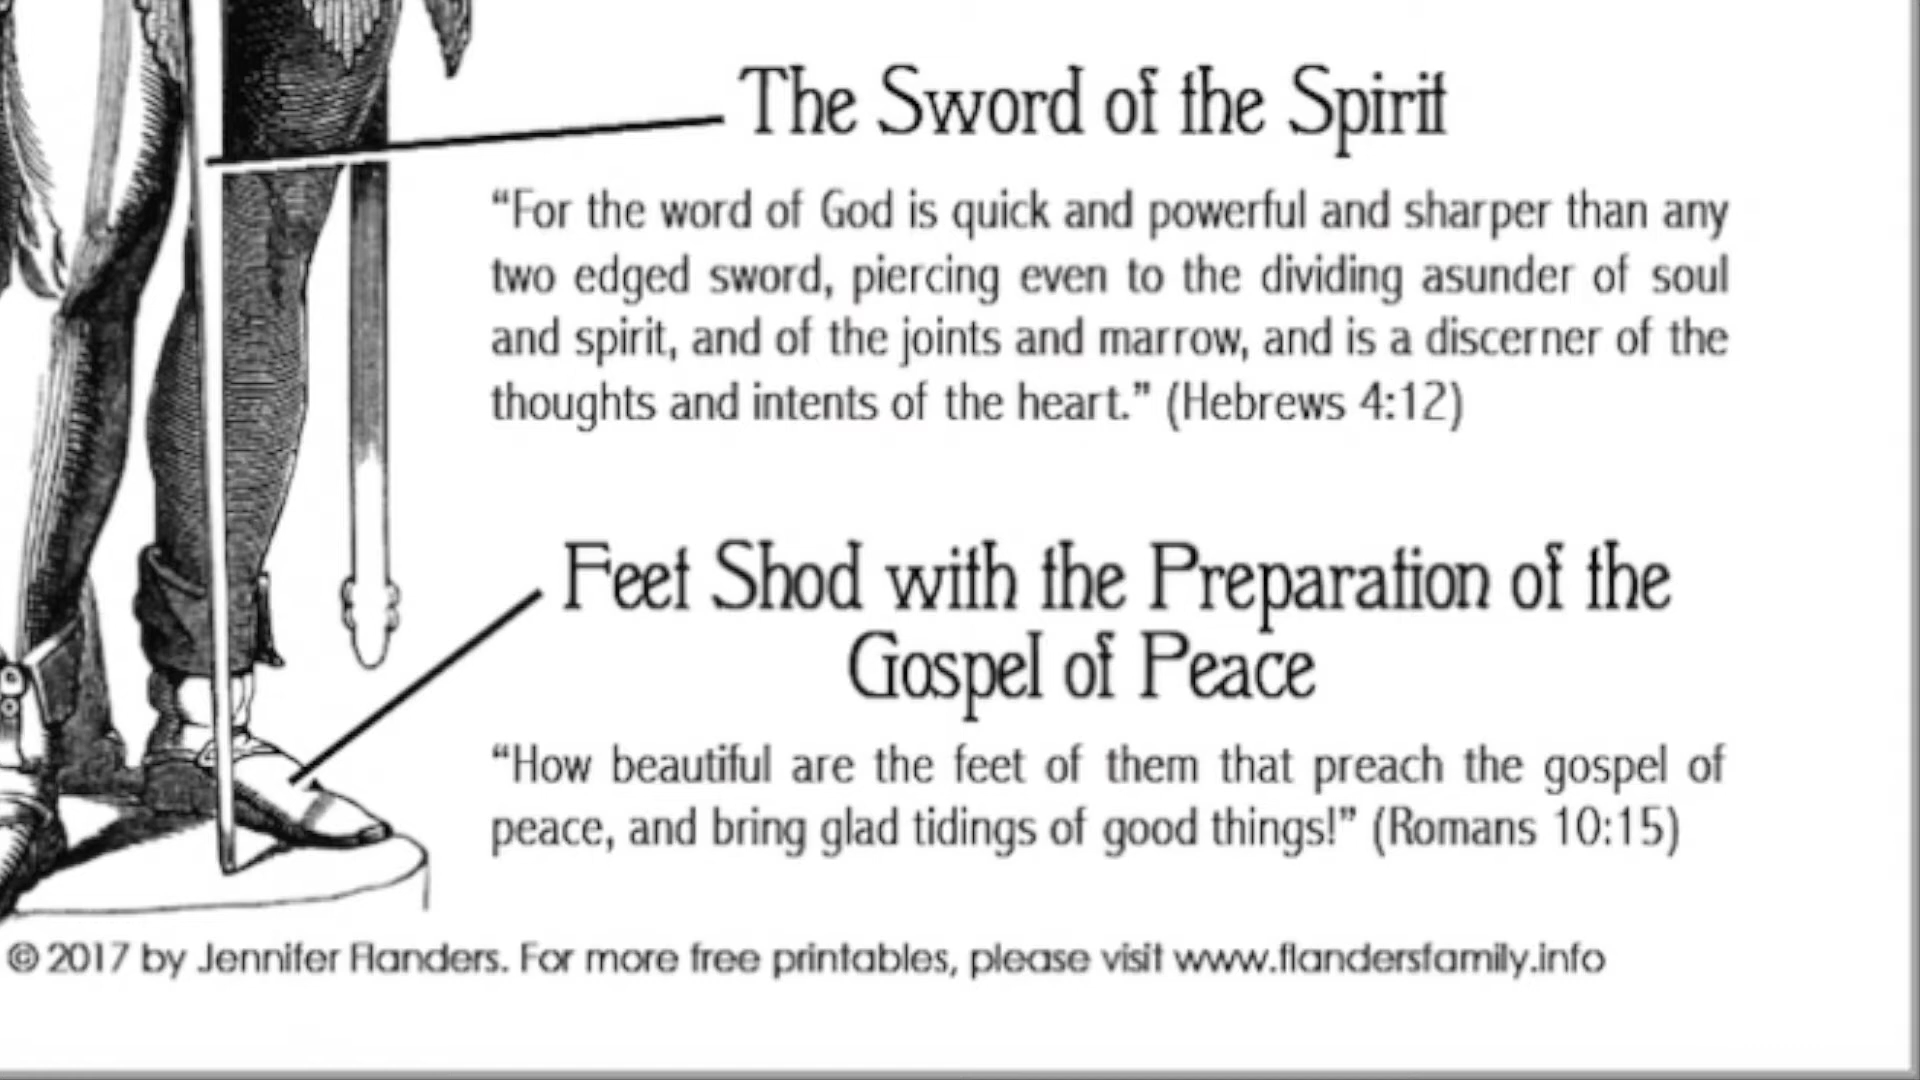 The Sword of the Spirit
“For the word of God is quick and powerful and sharper than any
two edged sword, piercing even to the dividing asunder of soul
and spirit, and of the joints and marrow, and is a discerner of the
thoughts and intents of the heart.” (Hebrews 4:12)
Feet Shod with the Preparation of the
Gospel of Peace
“How beautiful are the feet of them that preach the gospel of
peace, and bring glad tidings of good things!” (Romans 10:15)
© 2017 by Jennifer Flanders. For more free printables, please visit www.flandersfamily.info